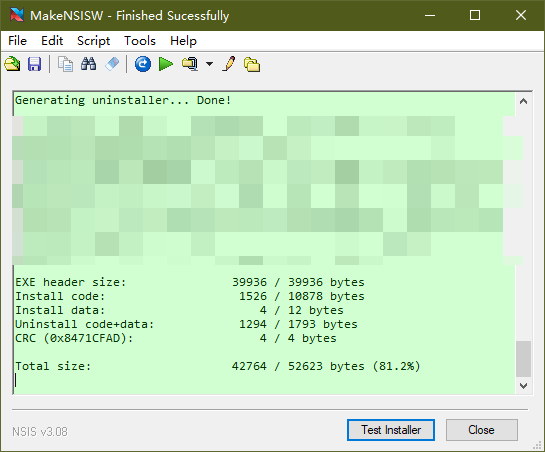 MakeNSISW - Finished Sucessfully
File Edit Script Tools Help
Generating uninstaller... Done!
EXE header size: 39936 / 39936 bytes
Install code: 1526 / 10878 bytes
Install data: 4 / 12 bytes
Uninstall code+data: 1294 / 1793 bytes
CRC (0x8471CFAD): 4 / 4 bytes
Total size: 42764 / 52623 bytes (81.2%)
NSIS v3.08
Test Installer
Close